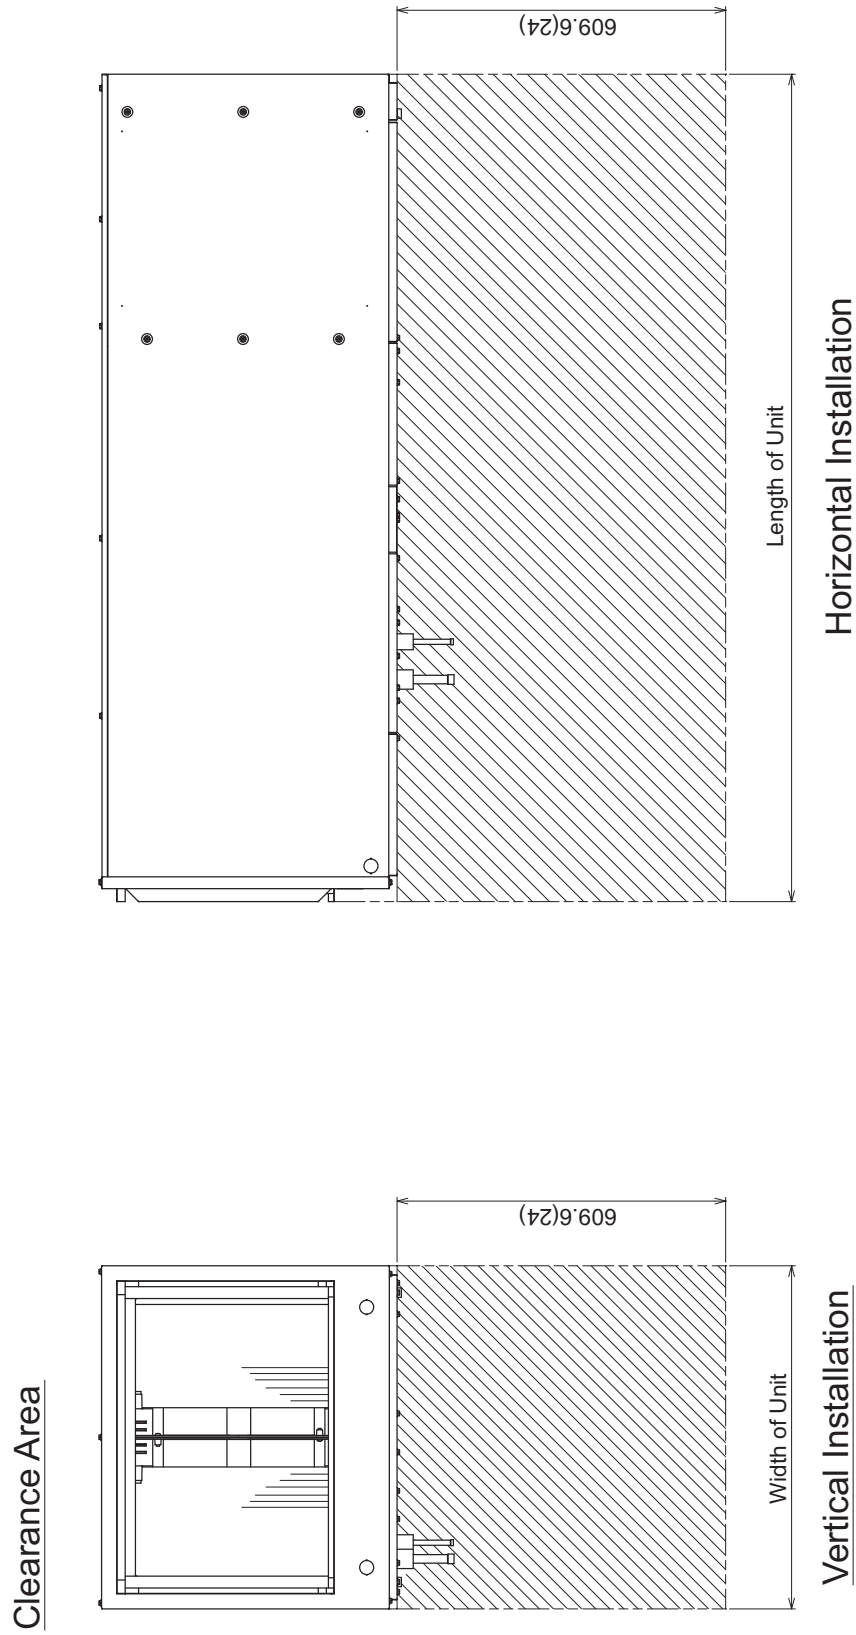 Clearance Area
609.6(24)
Width of Unit
Vertical Installation
609.6(24)
Length of Unit
Horizontal Installation